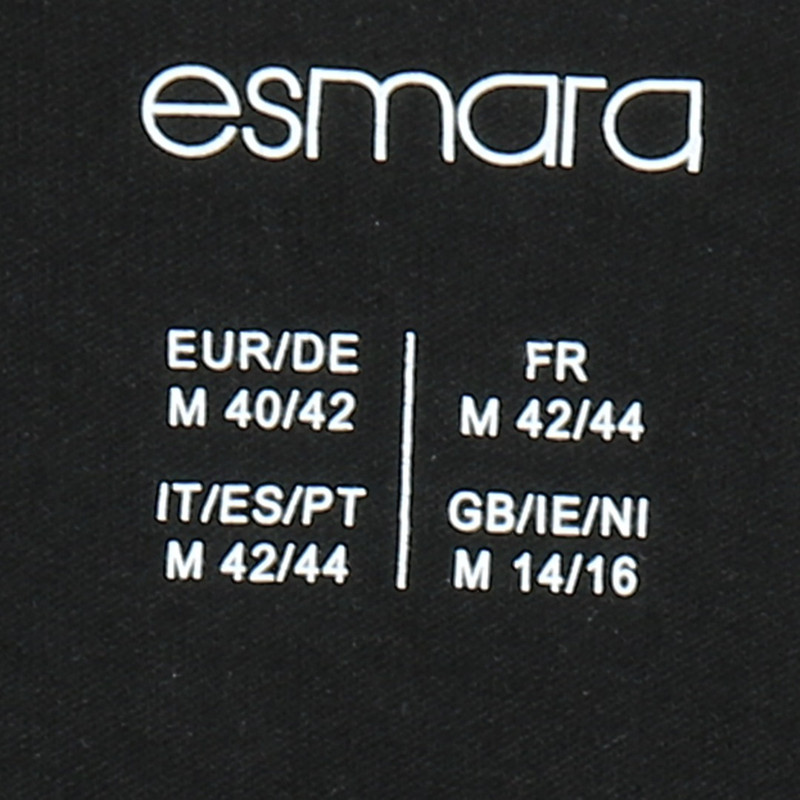 esmara
EUR/DE
M 40/42
FR
M 42/44
IT/ES/PT
M 42/44
GB/IE/NI
M 14/16